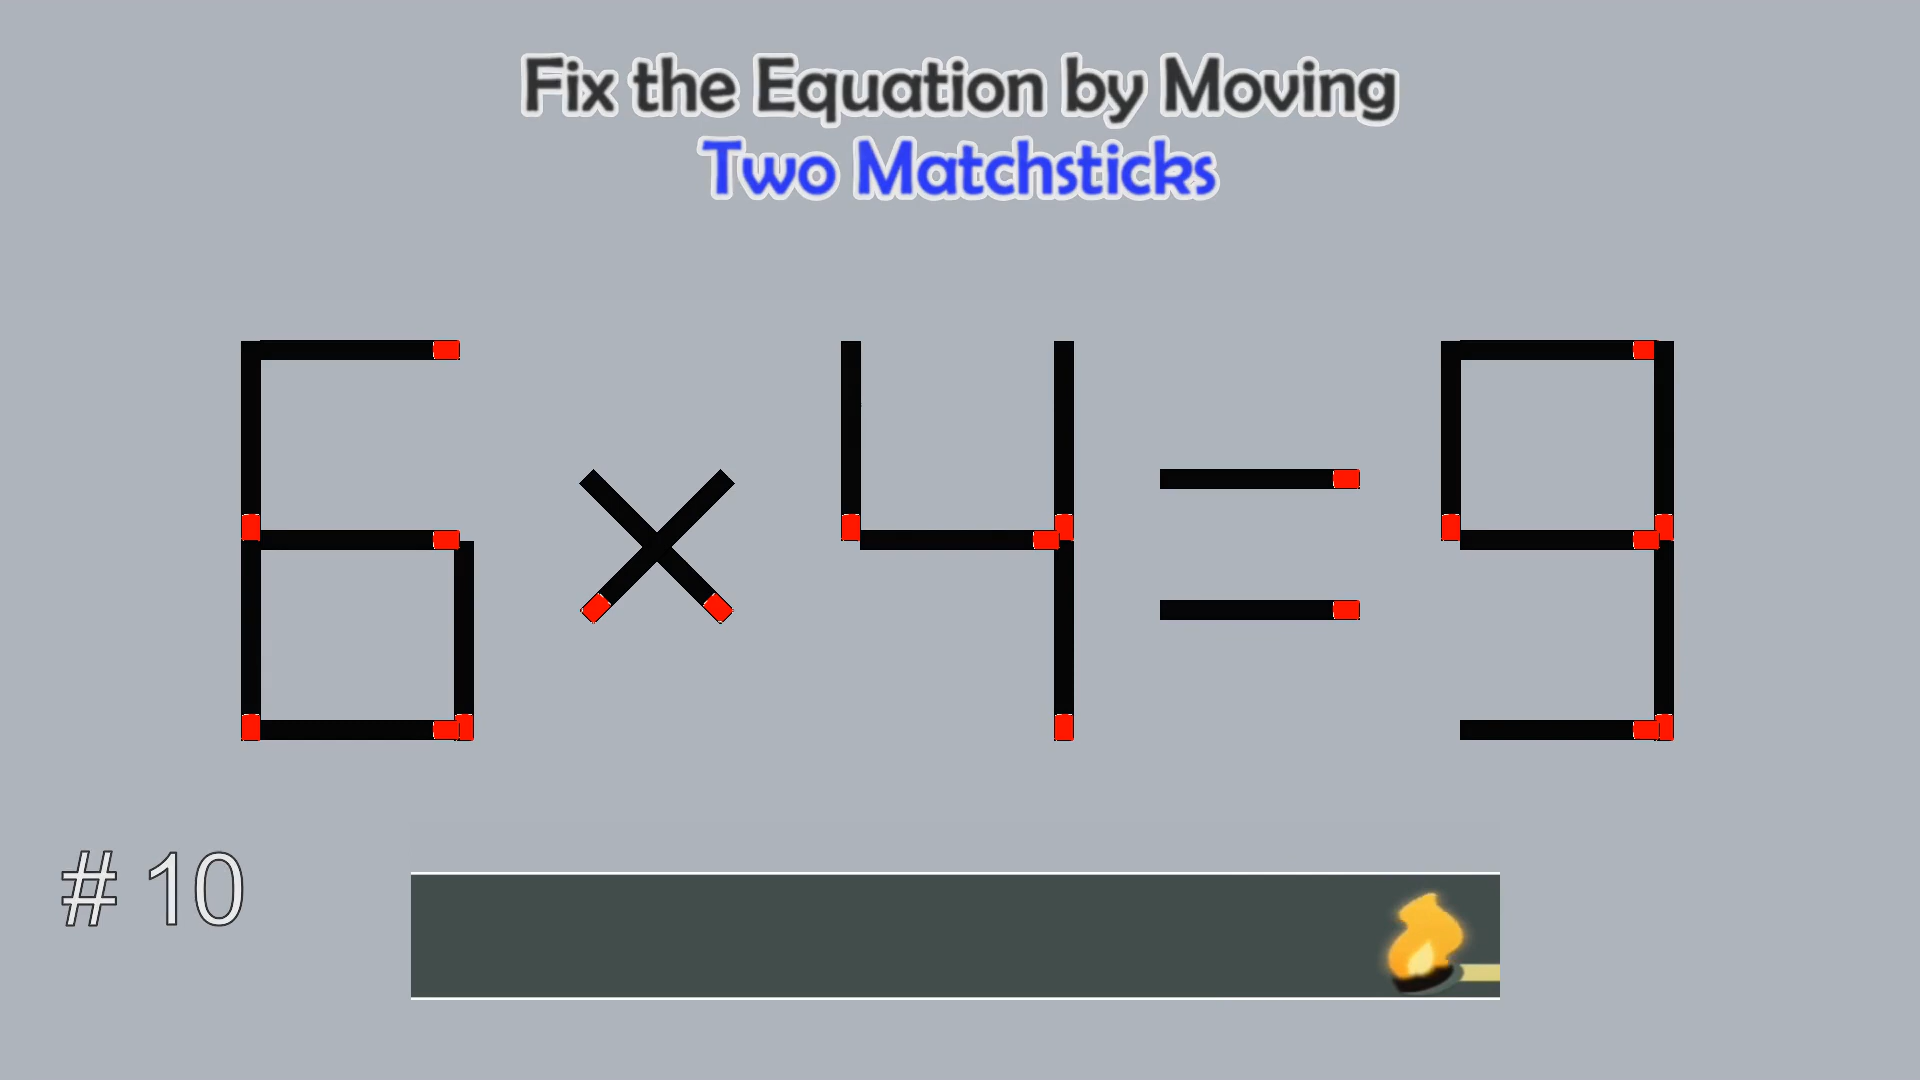 Fix the Equation by Moving
Two Matchsticks
6 × 4 = 9
# 10